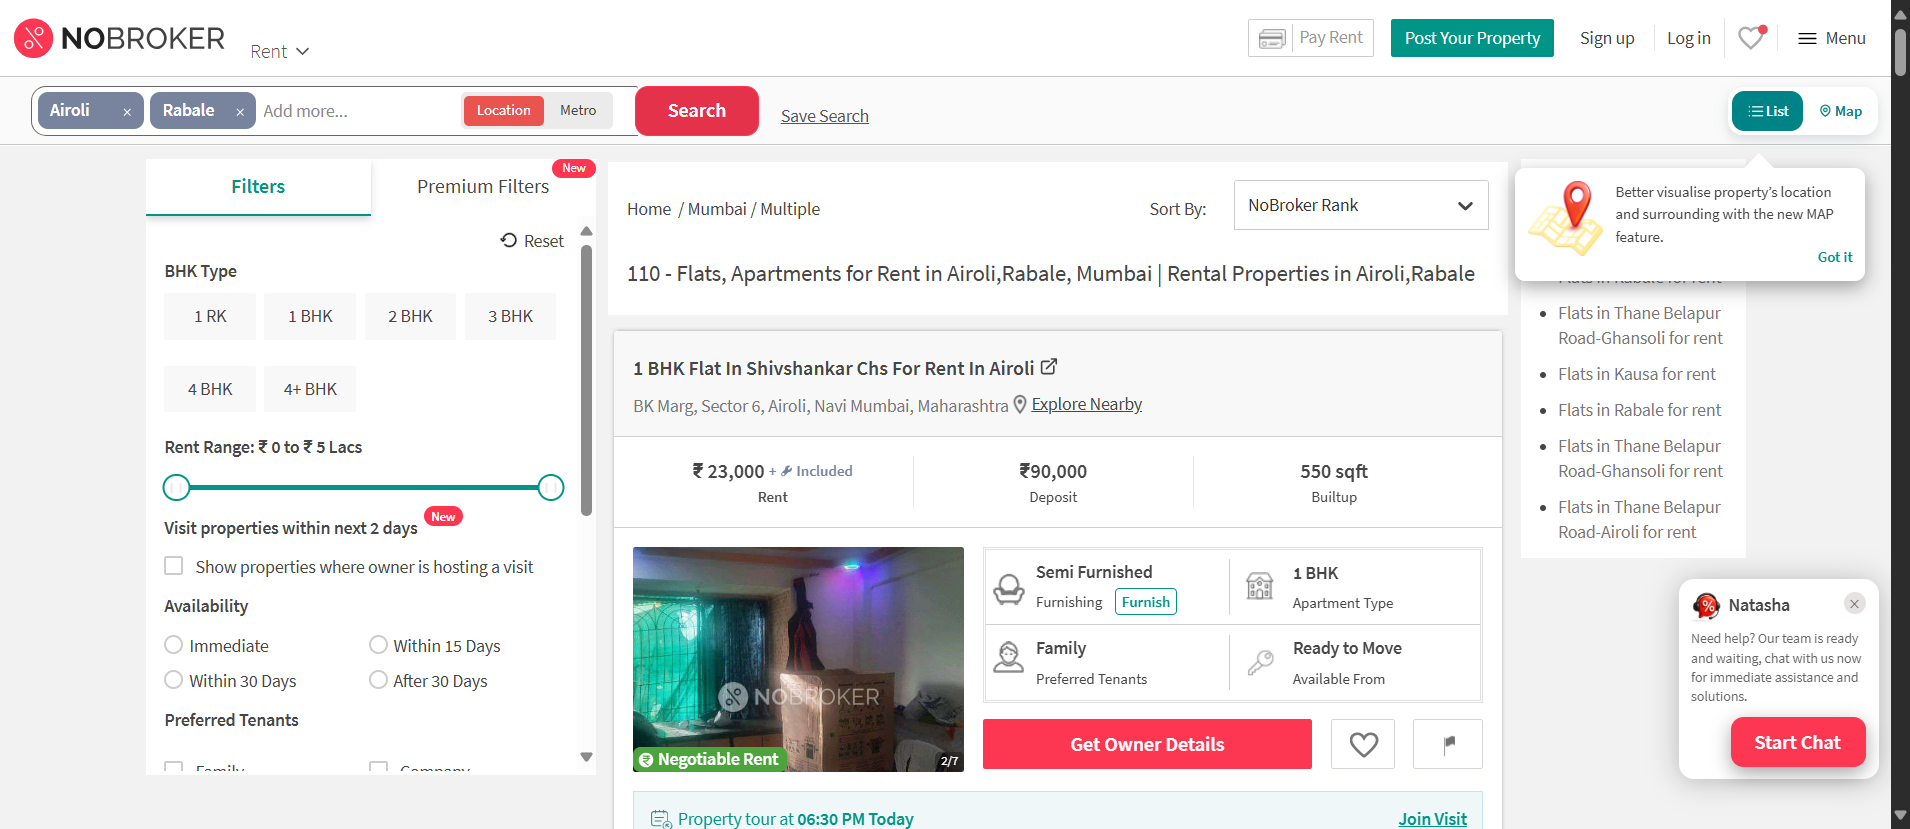 NOBROKER
Rent
Pay Rent
Post Your Property
Sign up
Log in
Menu
Airoli ×
Rabale ×
Add more...
Location
Metro
Search
Save Search
List
Map
Filters
Premium Filters
New
Reset
BHK Type
1 RK
1 BHK
2 BHK
3 BHK
4 BHK
4+ BHK
Rent Range: ₹ 0 to ₹ 5 Lacs
Visit properties within next 2 days
New
Show properties where owner is hosting a visit
Availability
Immediate
Within 15 Days
Within 30 Days
After 30 Days
Preferred Tenants
Family
Company
Home / Mumbai / Multiple
Sort By:
NoBroker Rank
110 - Flats, Apartments for Rent in Airoli,Rabale, Mumbai | Rental Properties in Airoli,Rabale
1 BHK Flat In Shivshankar Chs For Rent In Airoli
BK Marg, Sector 6, Airoli, Navi Mumbai, Maharashtra
Explore Nearby
₹ 23,000 + Included
Rent
₹90,000
Deposit
550 sqft
Builtup
NOBROKER
Negotiable Rent
2/7
Semi Furnished
Furnishing
Furnish
1 BHK
Apartment Type
Family
Preferred Tenants
Ready to Move
Available From
Get Owner Details
Property tour at 06:30 PM Today
Join Visit
Better visualise property's location
and surrounding with the new MAP
feature.
Got it
Flats in Rabale for rent
Flats in Thane Belapur
Road-Ghansoli for rent
Flats in Kausa for rent
Flats in Rabale for rent
Flats in Thane Belapur
Road-Ghansoli for rent
Flats in Thane Belapur
Road-Airoli for rent
Natasha
Need help? Our team is ready
and waiting, chat with us now
for immediate assistance and
solutions.
Start Chat